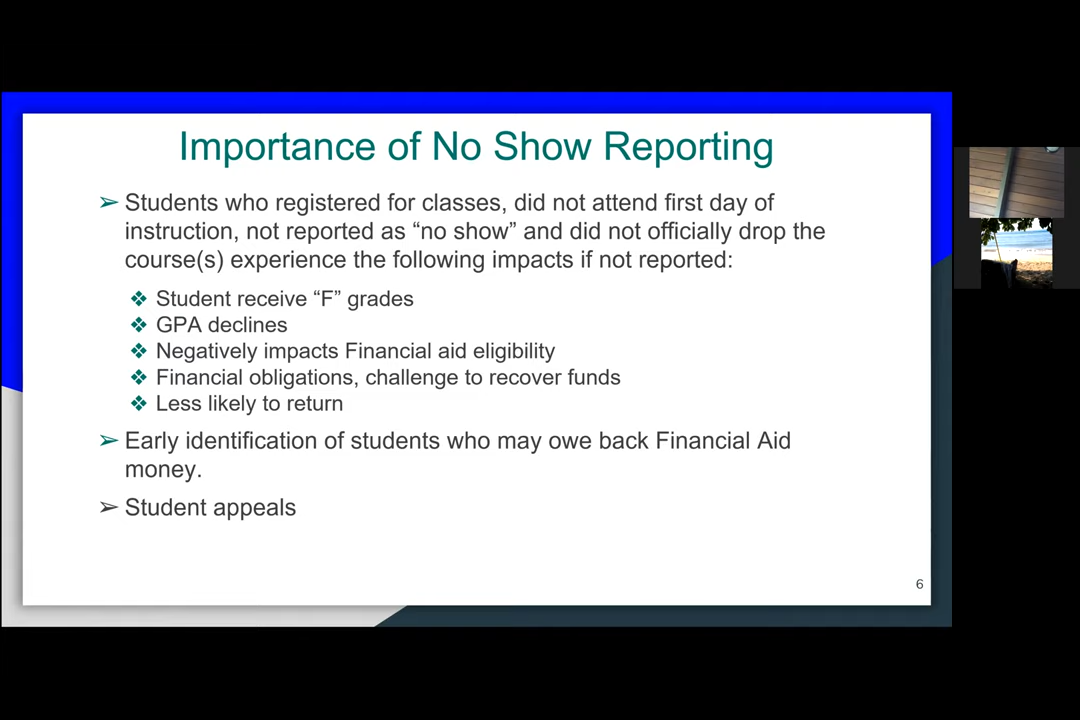 Importance of No Show Reporting
➢ Students who registered for classes, did not attend first day of
instruction, not reported as “no show” and did not officially drop the
course(s) experience the following impacts if not reported:
❖ Student receive “F” grades
❖ GPA declines
❖ Negatively impacts Financial aid eligibility
❖ Financial obligations, challenge to recover funds
❖ Less likely to return
➢ Early identification of students who may owe back Financial Aid
money.
➢ Student appeals
6